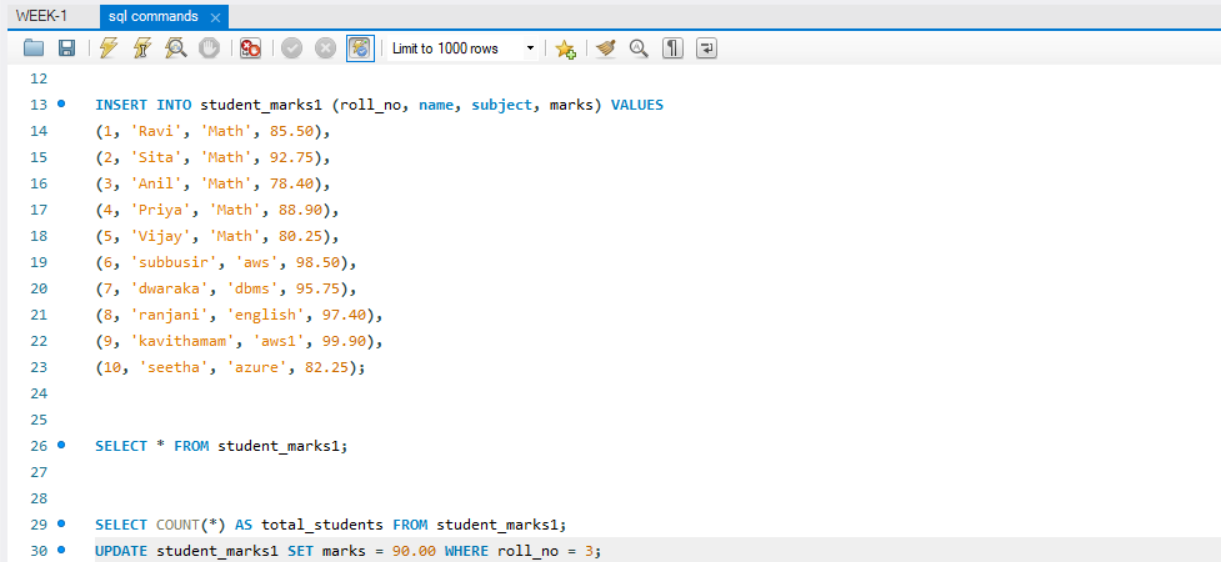 WEEK-1 sql commands
Limit to 1000 rows
12
13 INSERT INTO student_marks1 (roll_no, name, subject, marks) VALUES
14 (1, 'Ravi', 'Math', 85.50),
15 (2, 'Sita', 'Math', 92.75),
16 (3, 'Anil', 'Math', 78.40),
17 (4, 'Priya', 'Math', 88.90),
18 (5, 'Vijay', 'Math', 80.25),
19 (6, 'subbusir', 'aws', 98.50),
20 (7, 'dwaraka', 'dbms', 95.75),
21 (8, 'ranjani', 'english', 97.40),
22 (9, 'kavithamam', 'aws1', 99.90),
23 (10, 'seetha', 'azure', 82.25);
24
25
26 SELECT * FROM student_marks1;
27
28
29 SELECT COUNT(*) AS total_students FROM student_marks1;
30 UPDATE student_marks1 SET marks = 90.00 WHERE roll_no = 3;